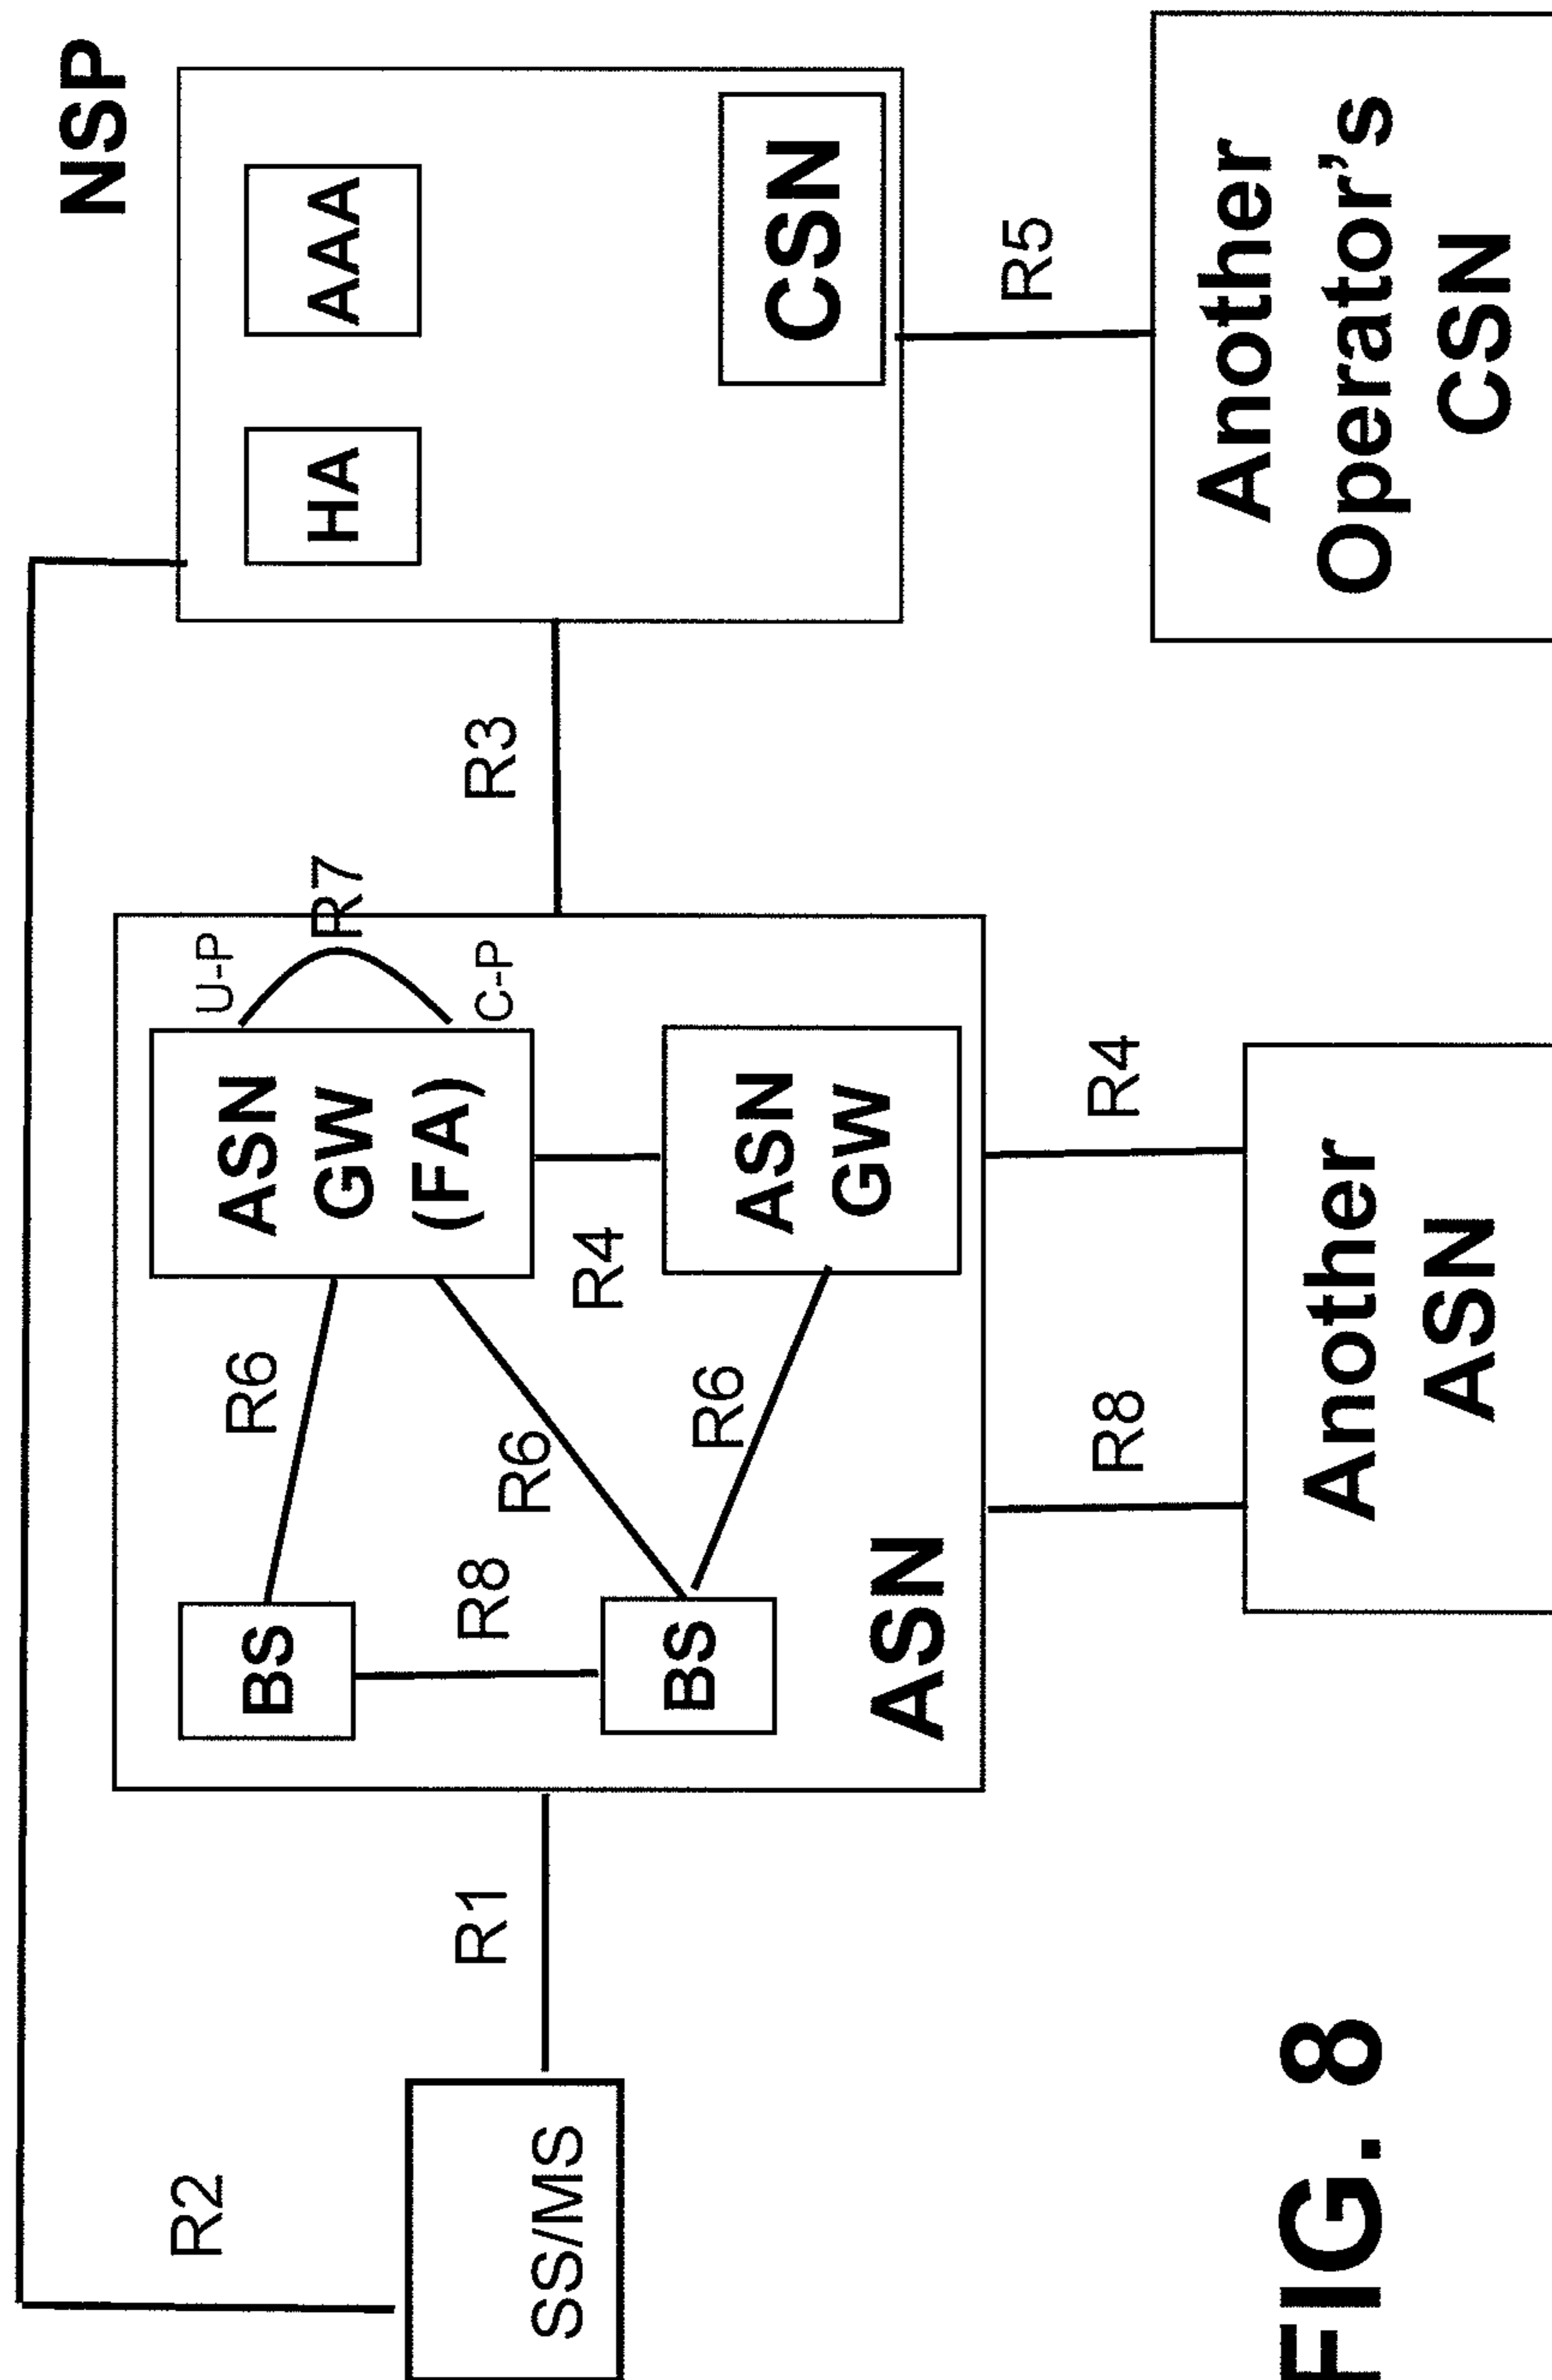 NSP
R2
HA
AAA
CSN
U-P
R7
C-P
ASN
GW
(FA)
R6
BS
R8
R6
R4
R6
BS
ASN
GW
ASN
SS/MS
R1
R3
R8
R4
R5
Another
ASN
Another
Operator's
CSN
FIG. 8